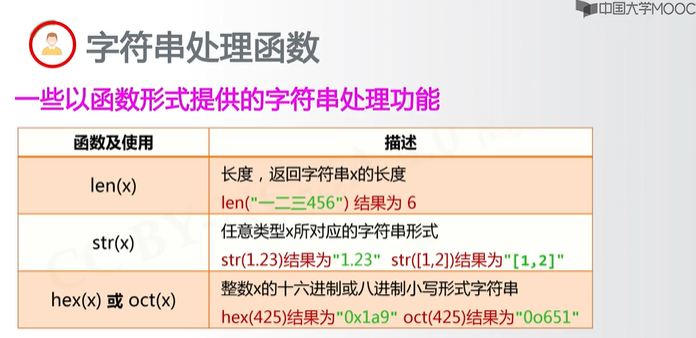 中国大学MOOC
字符串处理函数
一些以函数形式提供的字符串处理功能
函数及使用 描述
len(x) 长度，返回字符串x的长度
len("一二三456") 结果为 6
str(x) 任意类型x所对应的字符串形式
str(1.23)结果为"1.23" str([1,2])结果为"[1,2]"
hex(x) 或 oct(x) 整数x的十六进制或八进制小写形式字符串
hex(425)结果为"0x1a9" oct(425)结果为"0o651"